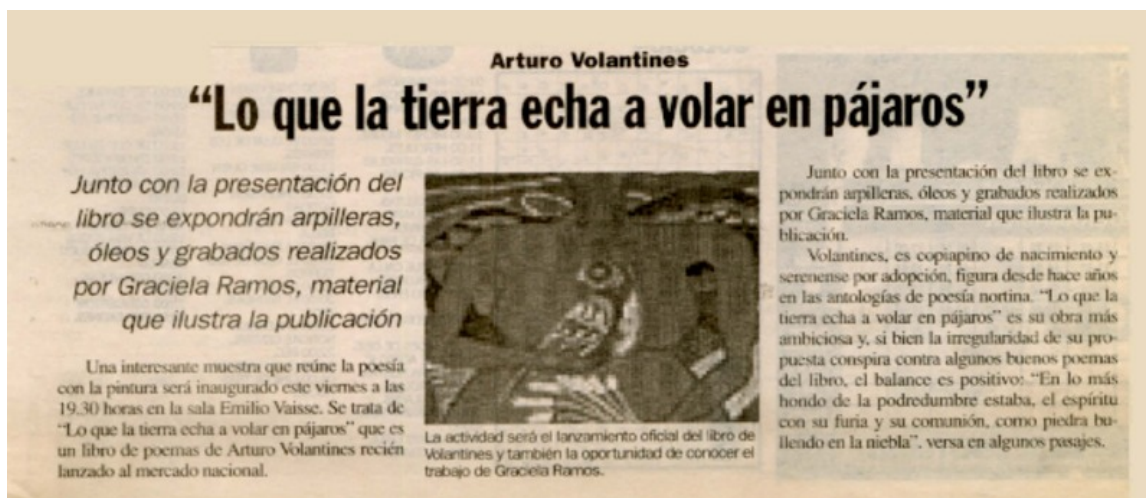 Arturo Volantines
“Lo que la tierra echa a volar en pájaros”
Junto con la presentación del
libro se expondrán arpilleras,
óleos y grabados realizados
por Graciela Ramos, material
que ilustra la publicación
Una interesante muestra que reúne la poesía
con la pintura será inaugurado este viernes a las
19.30 horas en la sala Emilio Vaisse. Se trata de
“Lo que la tierra echa a volar en pájaros” que es
un libro de poemas de Arturo Volantines recién
lanzado al mercado nacional.
La actividad será el lanzamiento oficial del libro de
Volantines y también la oportunidad de conocer el
trabajo de Graciela Ramos.
Junto con la presentación del libro se ex-
pondrán arpilleras, óleos y grabados realizados
por Graciela Ramos, material que ilustra la pu-
blicación.
Volantines, es copiapino de nacimiento y
serenense por adopción, figura desde hace años
en las antologías de poesía nortina. “Lo que la
tierra echa a volar en pájaros” es su obra más
ambiciosa y, si bien la irregularidad de su pro-
puesta conspira contra algunos buenos poemas
del libro, el balance es positivo: “En lo más
hondo de la podredumbre estaba, el espíritu
con su furia y su comunión, como piedra bu-
llendo en la niebla”. versa en algunos pasajes.